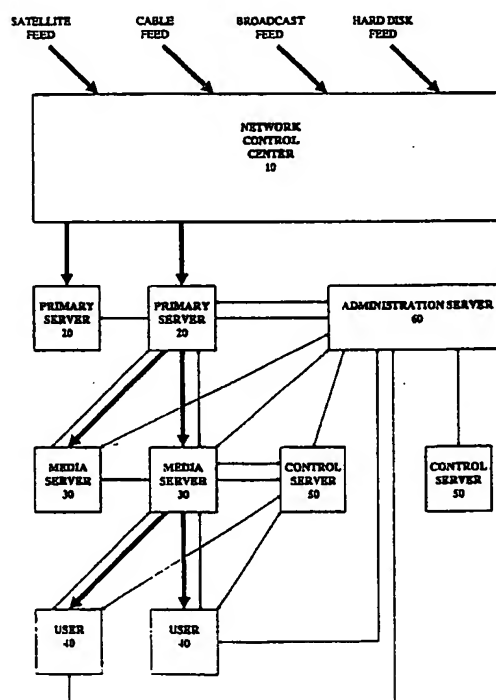 SATELLITE FEED
CABLE FEED
BROADCAST FEED
HARD DISK FEED
NETWORK
CONTROL
CENTER
10
PRIMARY
SERVER
20
PRIMARY
SERVER
20
ADMINISTRATION SERVER
60
MEDIA
SERVER
30
MEDIA
SERVER
30
CONTROL
SERVER
50
CONTROL
SERVER
50
USER
40
USER
40